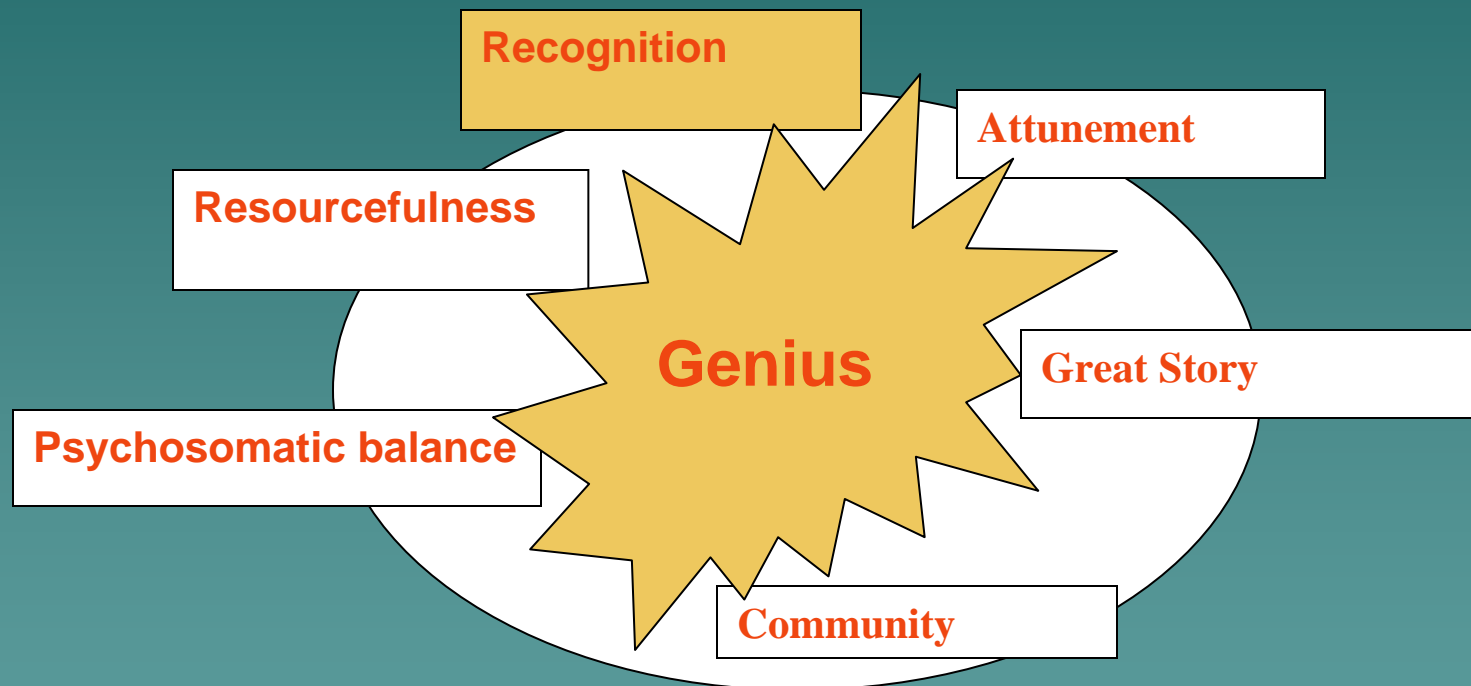 Recognition
Attunement
Resourcefulness
Genius
Great Story
Psychosomatic balance
Community